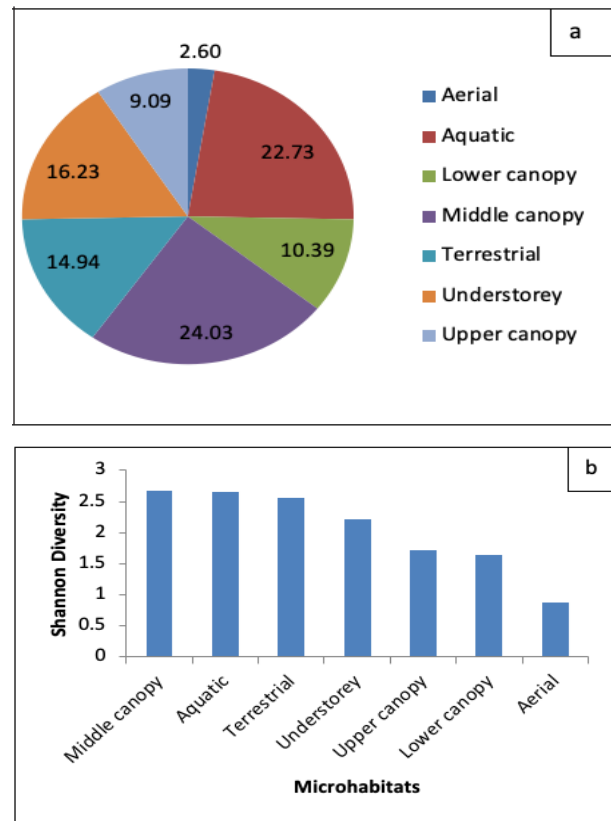 a
2.60
9.09
22.73
16.23
10.39
14.94
24.03
Aerial
Aquatic
Lower canopy
Middle canopy
Terrestrial
Understorey
Upper canopy
b
Shannon Diversity
3
2.5
2
1.5
1
0.5
0
Middle canopy
Aquatic
Terrestrial
Understorey
Upper canopy
Lower canopy
Aerial
Microhabitats